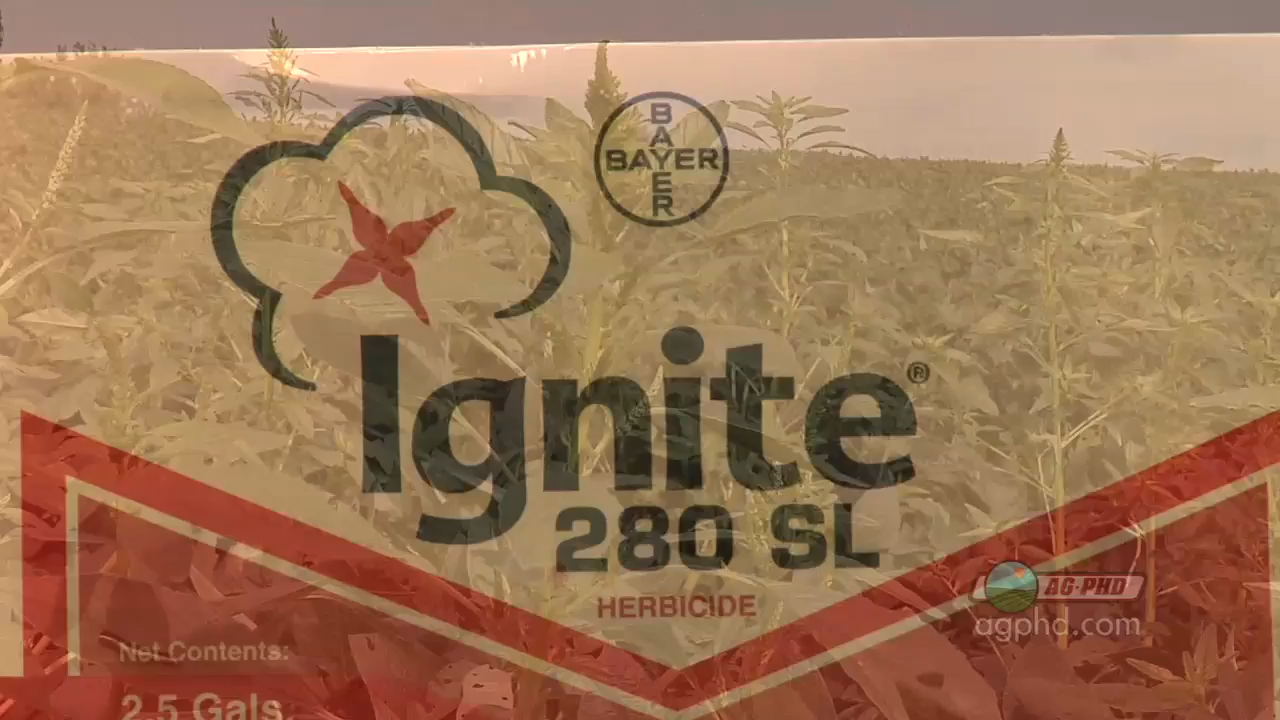 BAYER
BAYER
Ignite®
280 SL
HERBICIDE
AG-PHD
agphd.com
Net Contents:
2.5 Gals.